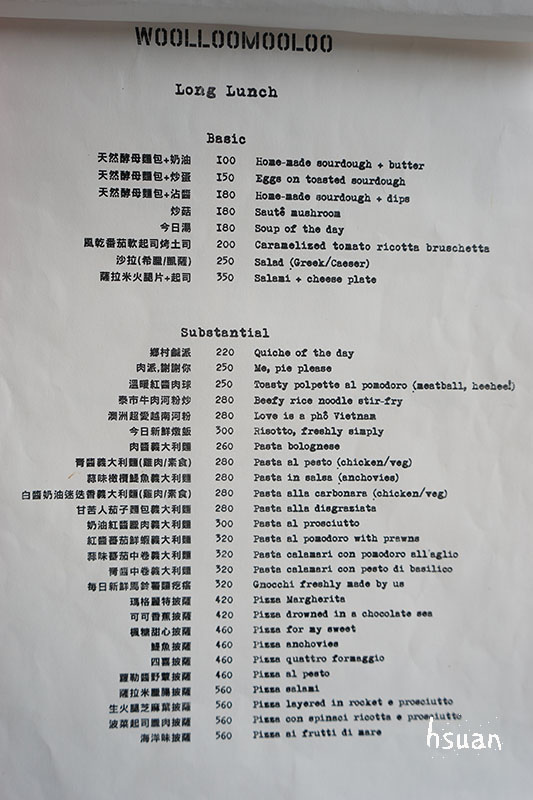 WOOLLOOMOOLOO
Long Lunch
Basic
天然酵母麵包+奶油 100 Home-made sourdough + butter
天然酵母麵包+炒蛋 150 Eggs on toasted sourdough
天然酵母麵包+沾醬 180 Home-made sourdough + dips
炒菇 180 Sauté mushroom
今日湯 180 Soup of the day
風乾番茄軟起司烤土司 200 Caramelized tomato ricotta bruschetta
沙拉(希臘/凱薩) 250 Salad (Greek/Caeser)
薩拉米火腿片+起司 350 Salami + cheese plate
Substantial
鄉村鹹派 220 Quiche of the day
肉派,謝謝你 250 Me, pie please
溫暖紅醬肉球 250 Toasty polpette al pomodoro (meatball, heehee!)
泰市牛肉河粉炒 280 Beefy rice noodle stir-fry
澳洲超愛越南河粉 280 Love is a phô Vietnam
今日新鮮燉飯 300 Risotto, freshly simply
肉醬義大利麵 260 Pasta bolognese
青醬義大利麵(雞肉/素食) 280 Pasta al pesto (chicken/veg)
蒜味橄欖鯷魚義大利麵 280 Pasta in salsa (anchovies)
白醬奶油迷迭香義大利麵(雞肉/素食) 280 Pasta alla carbonara (chicken/veg)
甘苦人茄子麵包義大利麵 280 Pasta alla disgraziata
奶油紅醬臘肉義大利麵 300 Pasta al prosciutto
紅醬番茄鮮蝦義大利麵 320 Pasta al pomodoro with prawns
蒜味番茄中卷義大利麵 320 Pasta calamari con pomodoro all'aglio
青醬中卷義大利麵 320 Pasta calamari con pesto di basilico
每日新鮮馬鈴薯麵疙瘩 320 Gnocchi freshly made by us
瑪格麗特披薩 420 Pizza Margherita
可可香蕉披薩 420 Pizza drowned in a chocolate sea
楓糖甜心披薩 460 Pizza for my sweet
鯷魚披薩 460 Pizza anchovies
四喜披薩 460 Pizza quattro formaggio
羅勒醬野蕈披薩 460 Pizza al pesto
薩拉米臘腸披薩 560 Pizza salami
生火腿芝麻葉披薩 560 Pizza layered in rocket e prosciutto
菠菜起司臘肉披薩 560 Pizza con spinaci ricotta e prosciutto
海洋味披薩 560 Pizza ai frutti di mare
hsuan